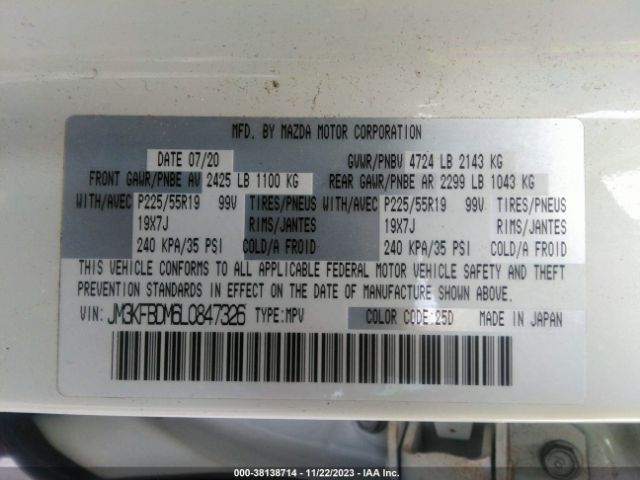 MFD. BY MAZDA MOTOR CORPORATION
DATE 07/20 GVWR/PNBV 4724 LB 2143 KG
FRONT GAWR/PNBE AV 2425 LB 1100 KG REAR GAWR/PNBE AR 2299 LB 1043 KG
WITH/AVEC P225/55R19 99V TIRES/PNEUS WITH/AVEC P225/55R19 99V TIRES/PNEUS
19X7J RIMS/JANTES 19X7J RIMS/JANTES
240 KPA/35 PSI COLD/A FROID 240 KPA/35 PSI COLD/A FROID
THIS VEHICLE CONFORMS TO ALL APPLICABLE FEDERAL MOTOR VEHICLE SAFETY AND THEFT
PREVENTION STANDARDS IN EFFECT ON THE DATE OF MANUFACTURE SHOWN ABOVE.
VIN: JM3KFBDM6L0847326 TYPE:MPV COLOR CODE:25D MADE IN JAPAN
000-38138714 - 11/22/2023 - IAA Inc.